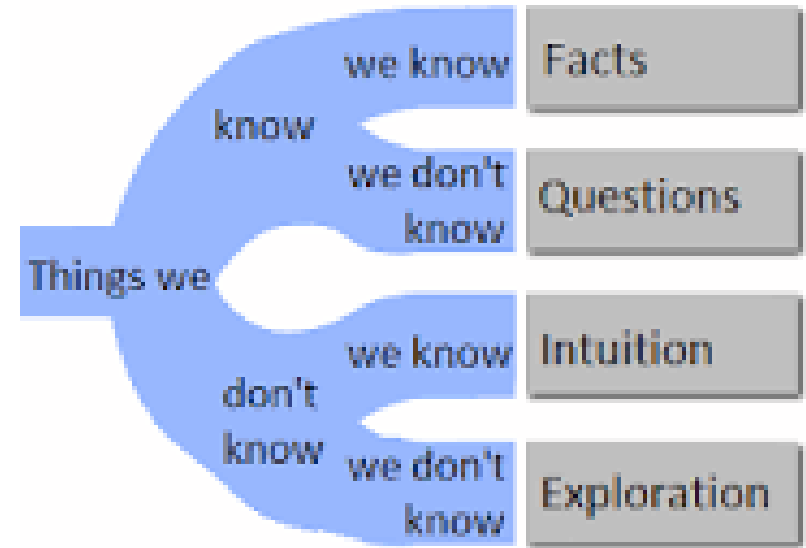 we know Facts
know
we don't
know
Questions
Things we
we know Intuition
don't
know
we don't
know
Exploration